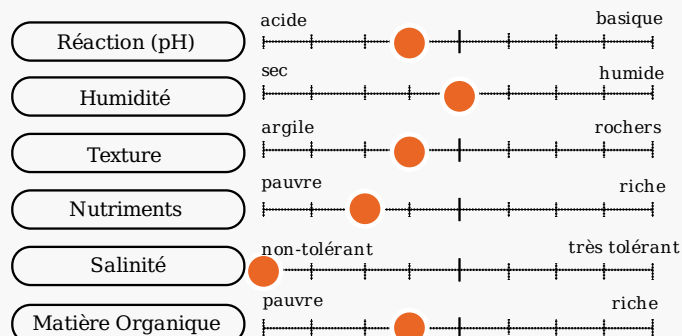 Réaction (pH)
acide
basique
Humidité
sec
humide
Texture
argile
rochers
Nutriments
pauvre
riche
Salinité
non-tolérant
très tolérant
Matière Organique
pauvre
riche